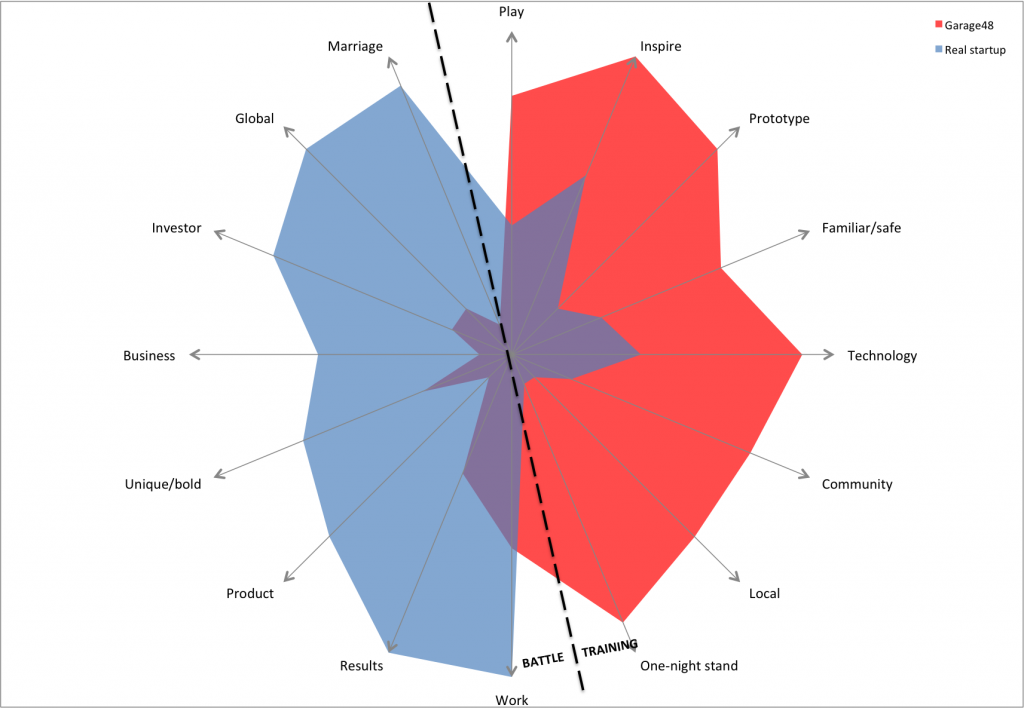 Play
Garage48
Real startup
Marriage
Inspire
Global
Prototype
Investor
Familiar/safe
Business
Technology
Unique/bold
Community
Product
Local
BATTLE
TRAINING
Results
One-night stand
Work